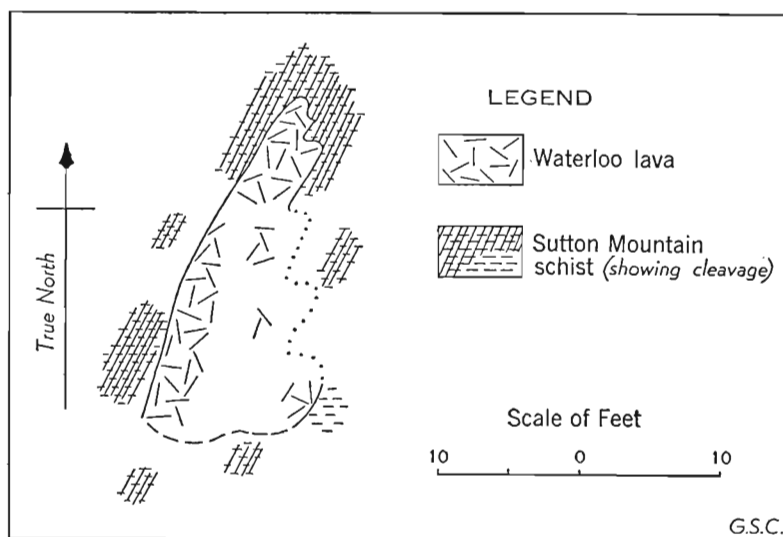 LEGEND
Waterloo lava
Sutton Mountain
schist (showing cleavage)
True North
Scale of Feet
10 0 10
G.S.C.